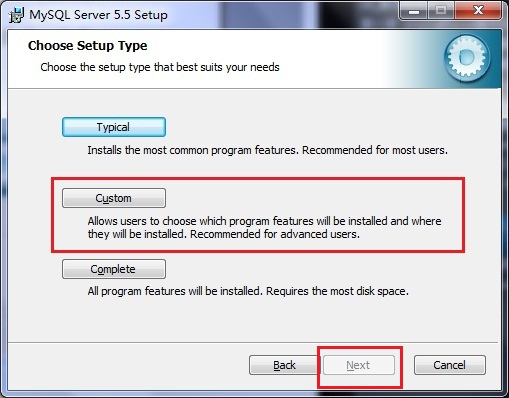 MySQL Server 5.5 Setup
Choose Setup Type
Choose the setup type that best suits your needs
Typical
Installs the most common program features. Recommended for most users.
Custom
Allows users to choose which program features will be installed and where
they will be installed. Recommended for advanced users.
Complete
All program features will be installed. Requires the most disk space.
Back Next Cancel